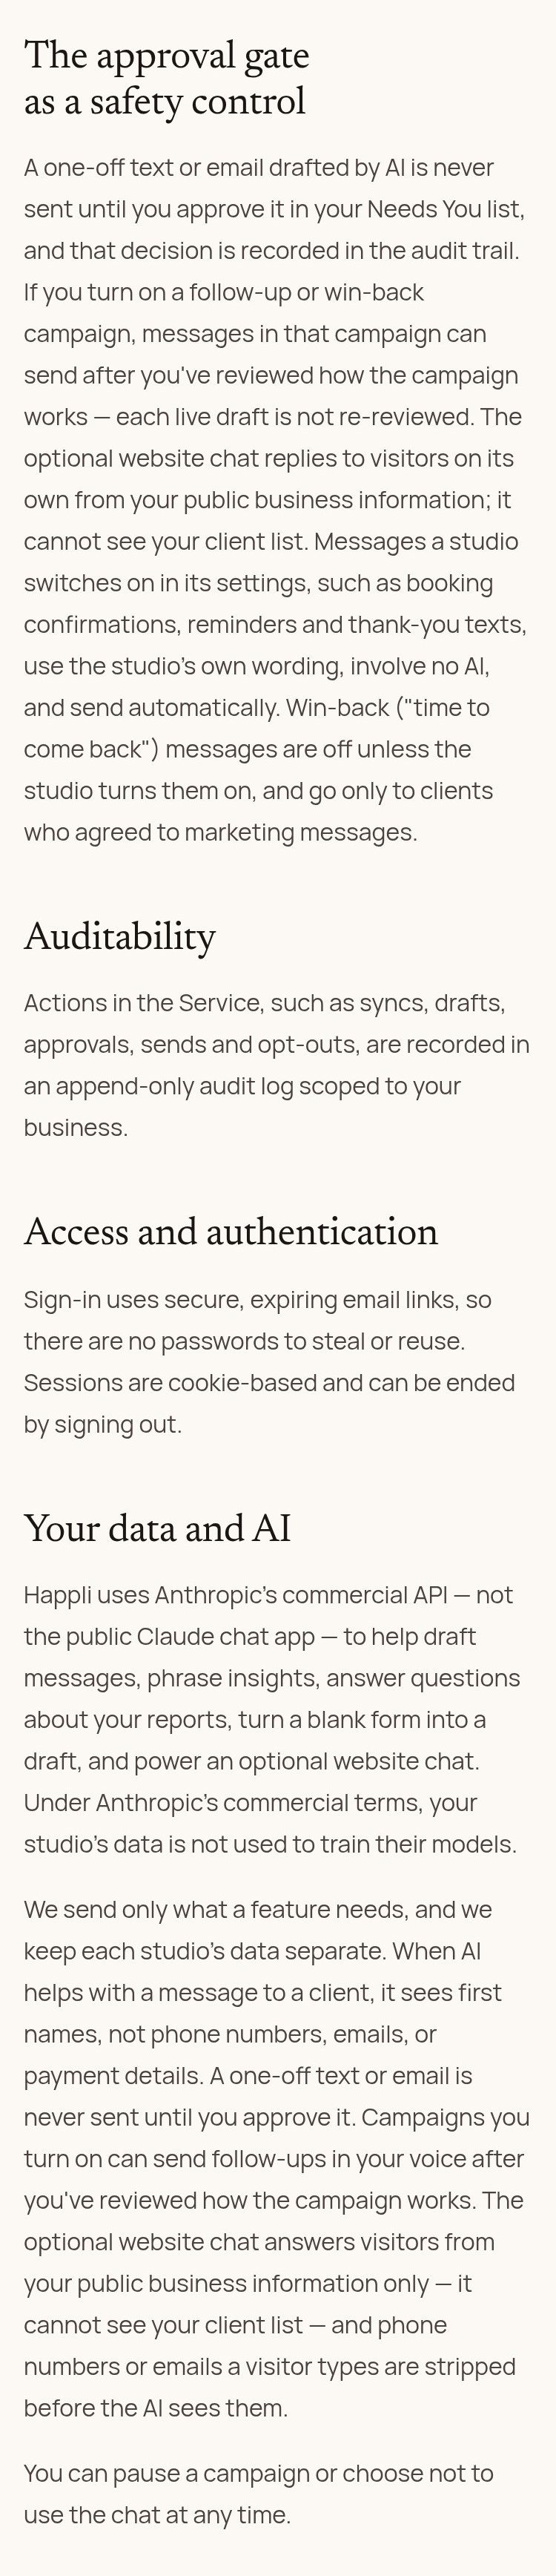 The approval gate
as a safety control
A one-off text or email drafted by AI is never
sent until you approve it in your Needs You list,
and that decision is recorded in the audit trail.
If you turn on a follow-up or win-back
campaign, messages in that campaign can
send after you've reviewed how the campaign
works — each live draft is not re-reviewed. The
optional website chat replies to visitors on its
own from your public business information; it
cannot see your client list. Messages a studio
switches on in its settings, such as booking
confirmations, reminders and thank-you texts,
use the studio’s own wording, involve no AI,
and send automatically. Win-back ("time to
come back") messages are off unless the
studio turns them on, and go only to clients
who agreed to marketing messages.
Auditability
Actions in the Service, such as syncs, drafts,
approvals, sends and opt-outs, are recorded in
an append-only audit log scoped to your
business.
Access and authentication
Sign-in uses secure, expiring email links, so
there are no passwords to steal or reuse.
Sessions are cookie-based and can be ended
by signing out.
Your data and AI
Happli uses Anthropic’s commercial API — not
the public Claude chat app — to help draft
messages, phrase insights, answer questions
about your reports, turn a blank form into a
draft, and power an optional website chat.
Under Anthropic’s commercial terms, your
studio’s data is not used to train their models.
We send only what a feature needs, and we
keep each studio’s data separate. When AI
helps with a message to a client, it sees first
names, not phone numbers, emails, or
payment details. A one-off text or email is
never sent until you approve it. Campaigns you
turn on can send follow-ups in your voice after
you've reviewed how the campaign works. The
optional website chat answers visitors from
your public business information only — it
cannot see your client list — and phone
numbers or emails a visitor types are stripped
before the AI sees them.
You can pause a campaign or choose not to
use the chat at any time.